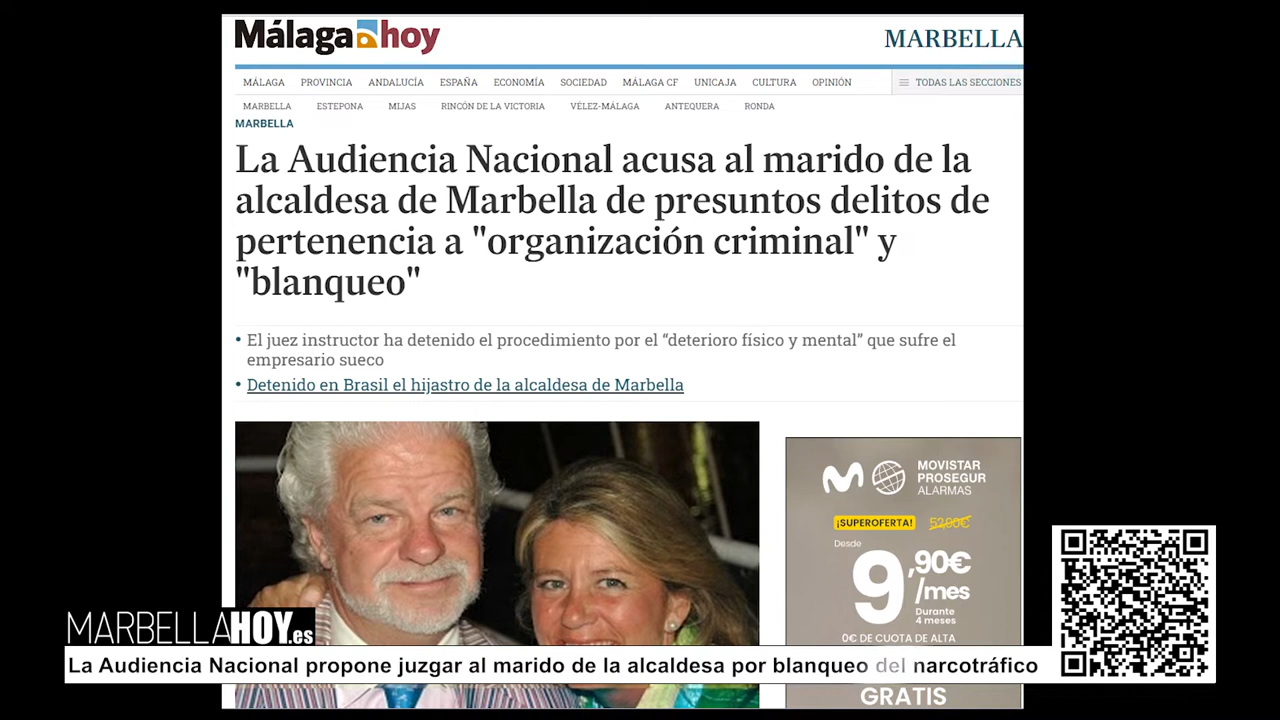 Málaga hoy
MARBELLA
MÁLAGA PROVINCIA ANDALUCÍA ESPAÑA ECONOMÍA SOCIEDAD MÁLAGA CF UNICAJA CULTURA OPINIÓN TODAS LAS SECCIONES
MARBELLA ESTEPONA MIJAS RINCÓN DE LA VICTORIA VÉLEZ-MÁLAGA ANTEQUERA RONDA
MARBELLA
La Audiencia Nacional acusa al marido de la
alcaldesa de Marbella de presuntos delitos de
pertenencia a "organización criminal" y
"blanqueo"
• El juez instructor ha detenido el procedimiento por el “deterioro físico y mental” que sufre el
empresario sueco
• Detenido en Brasil el hijastro de la alcaldesa de Marbella
MOVISTAR
PROSEGUR
ALARMAS
¡SUPEROFERTA!
Desde
9,90€
/mes
Durante
4 meses
0€ DE CUOTA DE ALTA
GRATIS
MARBELLAHOY.es
La Audiencia Nacional propone juzgar al marido de la alcaldesa por blanqueo del narcotráfico